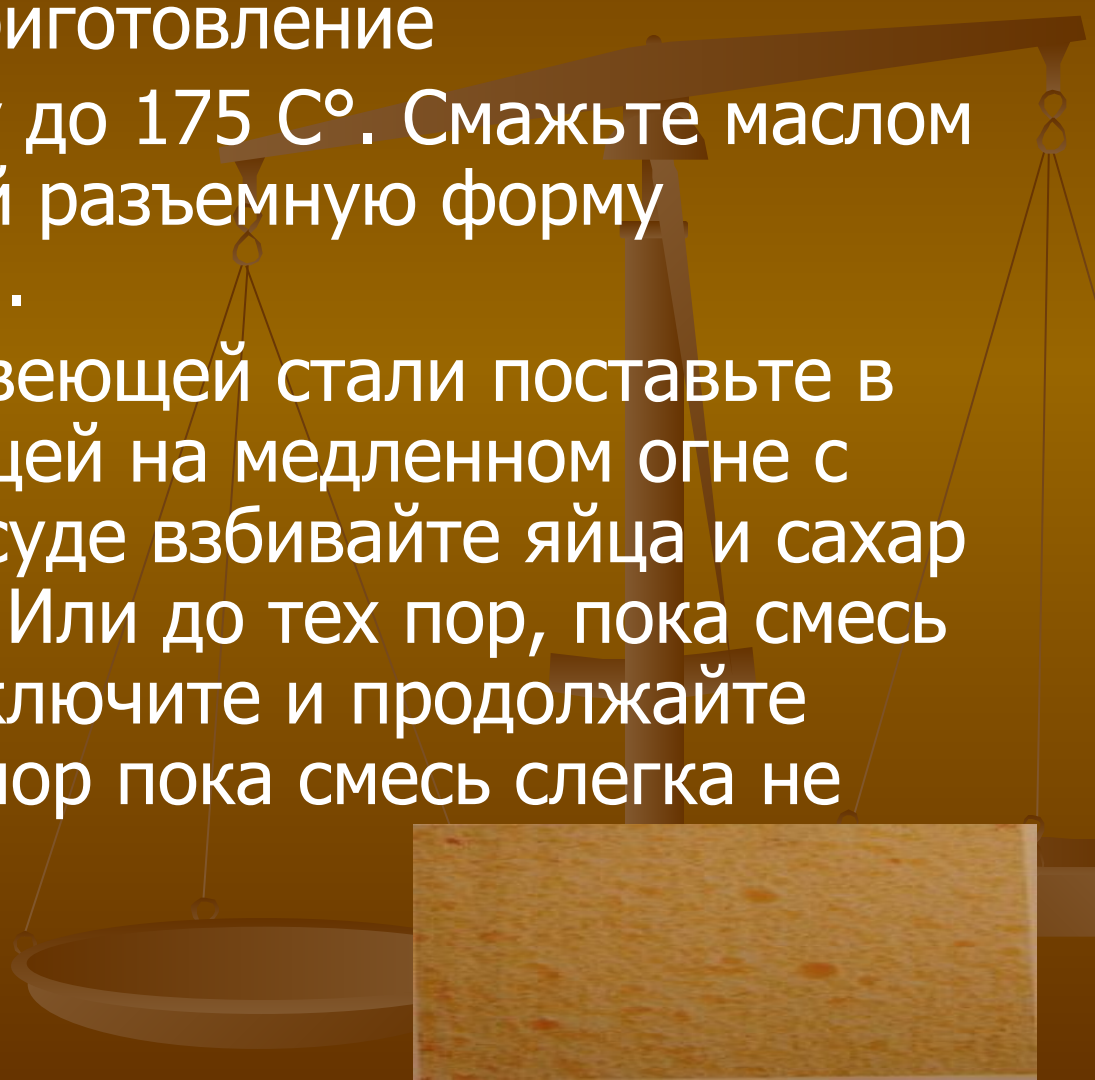 риготовление
до 175 С°. Смажьте маслом
й разъемную форму
.
веющей стали поставьте в
щей на медленном огне с
суде взбивайте яйца и сахар
Или до тех пор, пока смесь
ключите и продолжайте
пор пока смесь слегка не